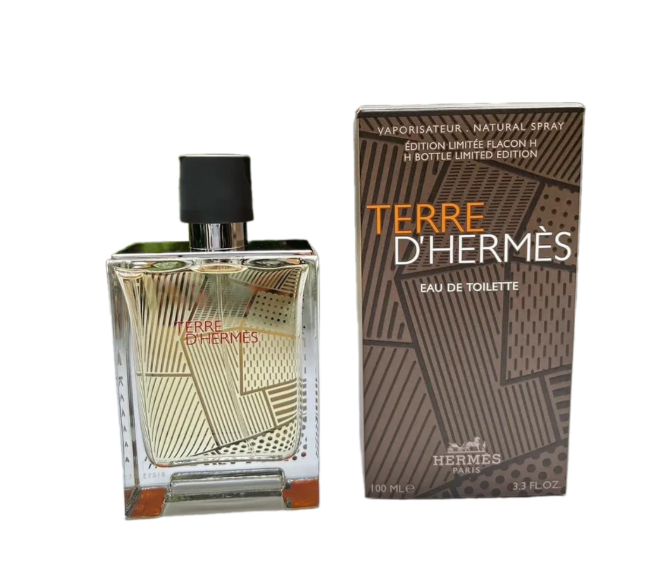 TERRE
D'HERMÈS
VAPORISATEUR . NATURAL SPRAY
ÉDITION LIMITÉE FLACON H
H BOTTLE LIMITED EDITION
TERRE
D'HERMÈS
EAU DE TOILETTE
HERMÈS
PARIS
100 ML℮
3.3 FL.OZ.